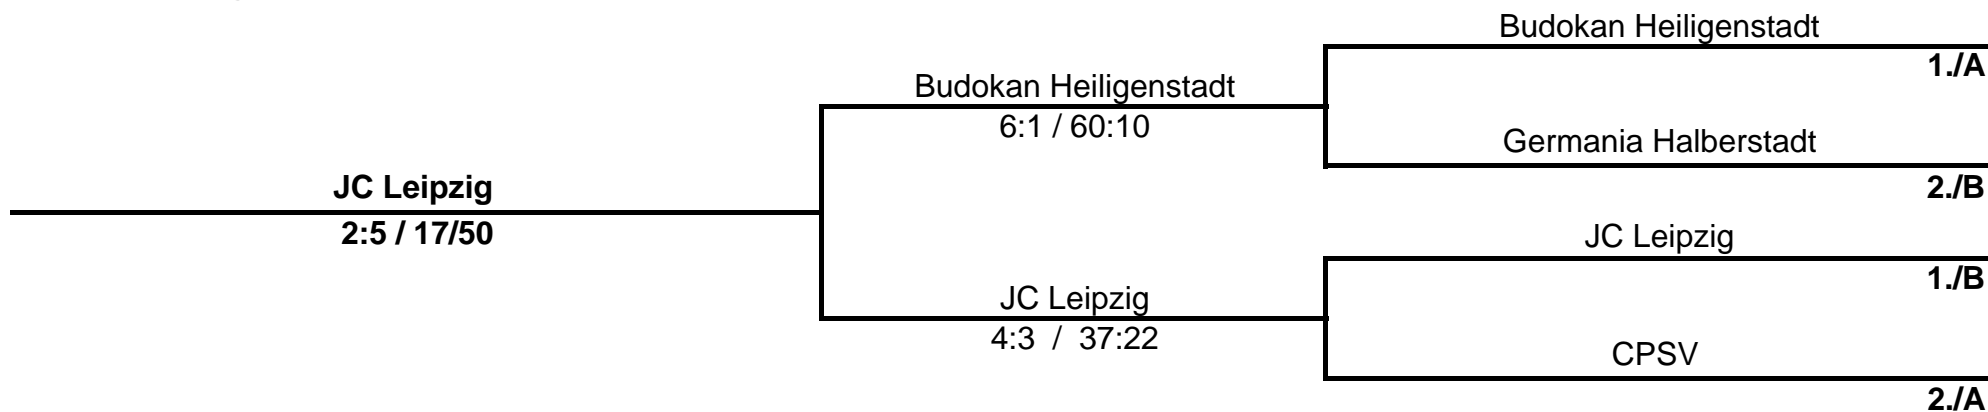 Budokan Heiligenstadt
1./A
Budokan Heiligenstadt
6:1 / 60:10
Germania Halberstadt
2./B
JC Leipzig
2:5 / 17/50
JC Leipzig
1./B
JC Leipzig
4:3 / 37:22
CPSV
2./A